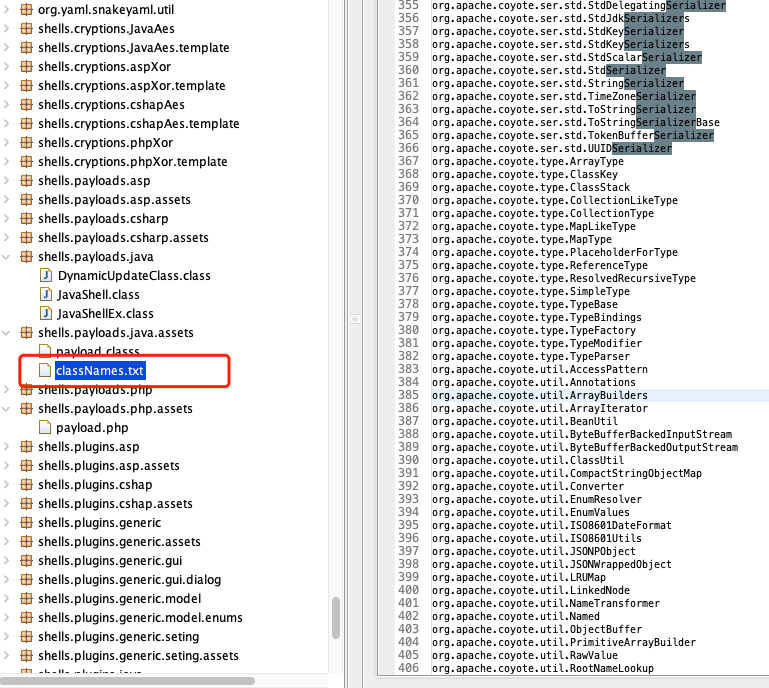 org.yaml.snakeyaml.util
shells.cryptions.JavaAes
shells.cryptions.JavaAes.template
shells.cryptions.aspXor
shells.cryptions.aspXor.template
shells.cryptions.cshapAes
shells.cryptions.cshapAes.template
shells.cryptions.phpXor
shells.cryptions.phpXor.template
shells.payloads.asp
shells.payloads.asp.assets
shells.payloads.csharp
shells.payloads.csharp.assets
shells.payloads.java
DynamicUpdateClass.class
JavaShell.class
JavaShellEx.class
shells.payloads.java.assets
payload.classs
classNames.txt
shells.payloads.php
shells.payloads.php.assets
payload.php
shells.plugins.asp
shells.plugins.asp.assets
shells.plugins.cshap
shells.plugins.cshap.assets
shells.plugins.generic
shells.plugins.generic.assets
shells.plugins.generic.gui
shells.plugins.generic.gui.dialog
shells.plugins.generic.model
shells.plugins.generic.model.enums
shells.plugins.generic.seting
shells.plugins.generic.seting.assets
shells.plugins.java
355 org.apache.coyote.ser.std.StdDelegatingSerializer
356 org.apache.coyote.ser.std.StdJdkSerializers
357 org.apache.coyote.ser.std.StdKeySerializer
358 org.apache.coyote.ser.std.StdKeySerializers
359 org.apache.coyote.ser.std.StdScalarSerializer
360 org.apache.coyote.ser.std.StdSerializer
361 org.apache.coyote.ser.std.StringSerializer
362 org.apache.coyote.ser.std.TimeZoneSerializer
363 org.apache.coyote.ser.std.ToStringSerializer
364 org.apache.coyote.ser.std.ToStringSerializerBase
365 org.apache.coyote.ser.std.TokenBufferSerializer
366 org.apache.coyote.ser.std.UUIDSerializer
367 org.apache.coyote.type.ArrayType
368 org.apache.coyote.type.ClassKey
369 org.apache.coyote.type.ClassStack
370 org.apache.coyote.type.CollectionLikeType
371 org.apache.coyote.type.CollectionType
372 org.apache.coyote.type.MapLikeType
373 org.apache.coyote.type.MapType
374 org.apache.coyote.type.PlaceholderForType
375 org.apache.coyote.type.ReferenceType
376 org.apache.coyote.type.ResolvedRecursiveType
377 org.apache.coyote.type.SimpleType
378 org.apache.coyote.type.TypeBase
379 org.apache.coyote.type.TypeBindings
380 org.apache.coyote.type.TypeFactory
381 org.apache.coyote.type.TypeModifier
382 org.apache.coyote.type.TypeParser
383 org.apache.coyote.util.AccessPattern
384 org.apache.coyote.util.Annotations
385 org.apache.coyote.util.ArrayBuilders
386 org.apache.coyote.util.ArrayIterator
387 org.apache.coyote.util.BeanUtil
388 org.apache.coyote.util.ByteBufferBackedInputStream
389 org.apache.coyote.util.ByteBufferBackedOutputStream
390 org.apache.coyote.util.ClassUtil
391 org.apache.coyote.util.CompactStringObjectMap
392 org.apache.coyote.util.Converter
393 org.apache.coyote.util.EnumResolver
394 org.apache.coyote.util.EnumValues
395 org.apache.coyote.util.ISO8601DateFormat
396 org.apache.coyote.util.ISO8601Utils
397 org.apache.coyote.util.JSONPObject
398 org.apache.coyote.util.JSONWrappedObject
399 org.apache.coyote.util.LRUMap
400 org.apache.coyote.util.LinkedNode
401 org.apache.coyote.util.NameTransformer
402 org.apache.coyote.util.Named
403 org.apache.coyote.util.ObjectBuffer
404 org.apache.coyote.util.PrimitiveArrayBuilder
405 org.apache.coyote.util.RawValue
406 org.apache.coyote.util.RootNameLookup